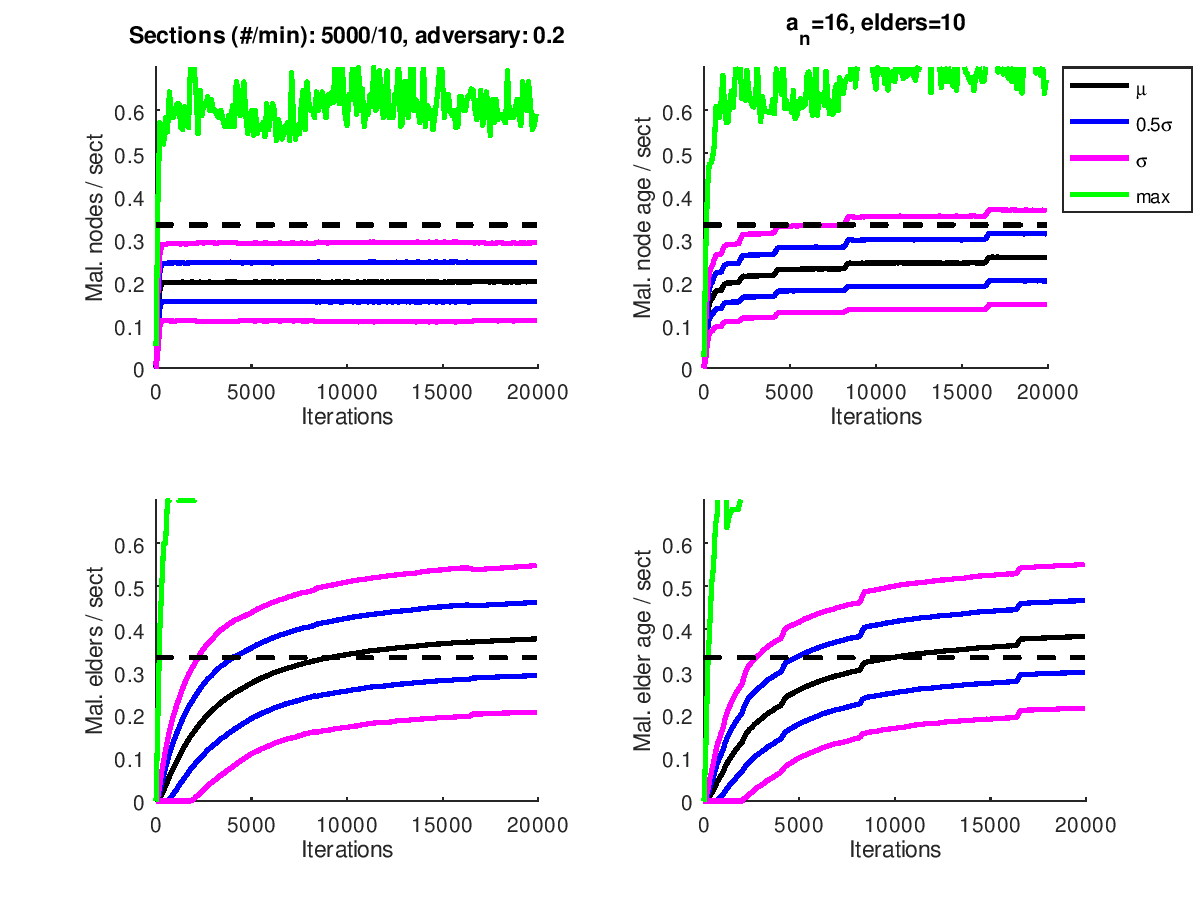 Sections (#/min): 5000/10, adversary: 0.2
a_n=16, elders=10
μ
0.5σ
σ
max
Mal. nodes / sect
0.6
0.5
0.4
0.3
0.2
0.1
0
0 5000 10000 15000 20000
Iterations
Mal. node age / sect
0.6
0.5
0.4
0.3
0.2
0.1
0
0 5000 10000 15000 20000
Iterations
Mal. elders / sect
0.6
0.5
0.4
0.3
0.2
0.1
0
0 5000 10000 15000 20000
Iterations
Mal. elder age / sect
0.6
0.5
0.4
0.3
0.2
0.1
0
0 5000 10000 15000 20000
Iterations